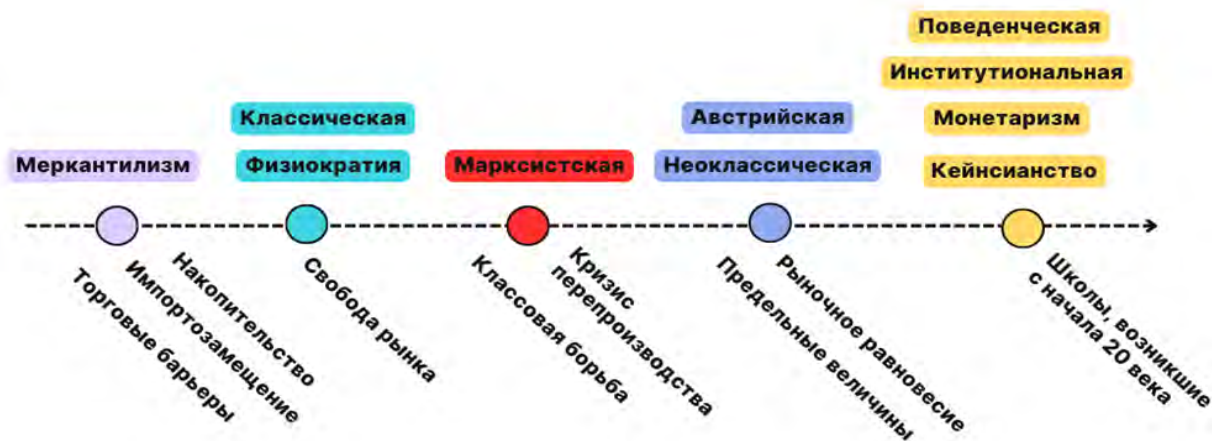 Поведенческая
Институциональная
Классическая
Австрийская
Монетаризм
Меркантилизм
Физиократия
Марксистская
Неоклассическая
Кейнсианство
Торговые барьеры
Импортозамещение
Накопительство
Свобода рынка
Классовая борьба
Кризис
перепроизводства
Предельные величины
Рыночное равновесие
Школы, возникшие
с начала 20 века